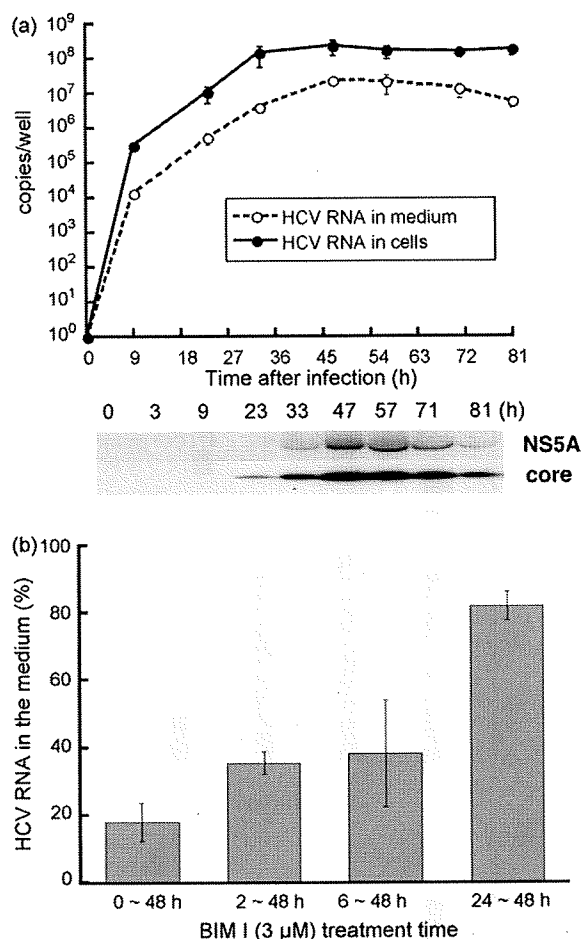 (a)
10⁹
10⁸
10⁷
10⁶
10⁵
10⁴
10³
10²
10¹
10⁰
copies/well
HCV RNA in medium
HCV RNA in cells
0 9 18 27 36 45 54 63 72 81
Time after infection (h)
0 3 9 23 33 47 57 71 81 (h)
NS5A
core
(b)
100
80
60
40
20
0
HCV RNA in the medium (%)
0 ~ 48 h 2 ~ 48 h 6 ~ 48 h 24 ~ 48 h
BIM I (3 µM) treatment time